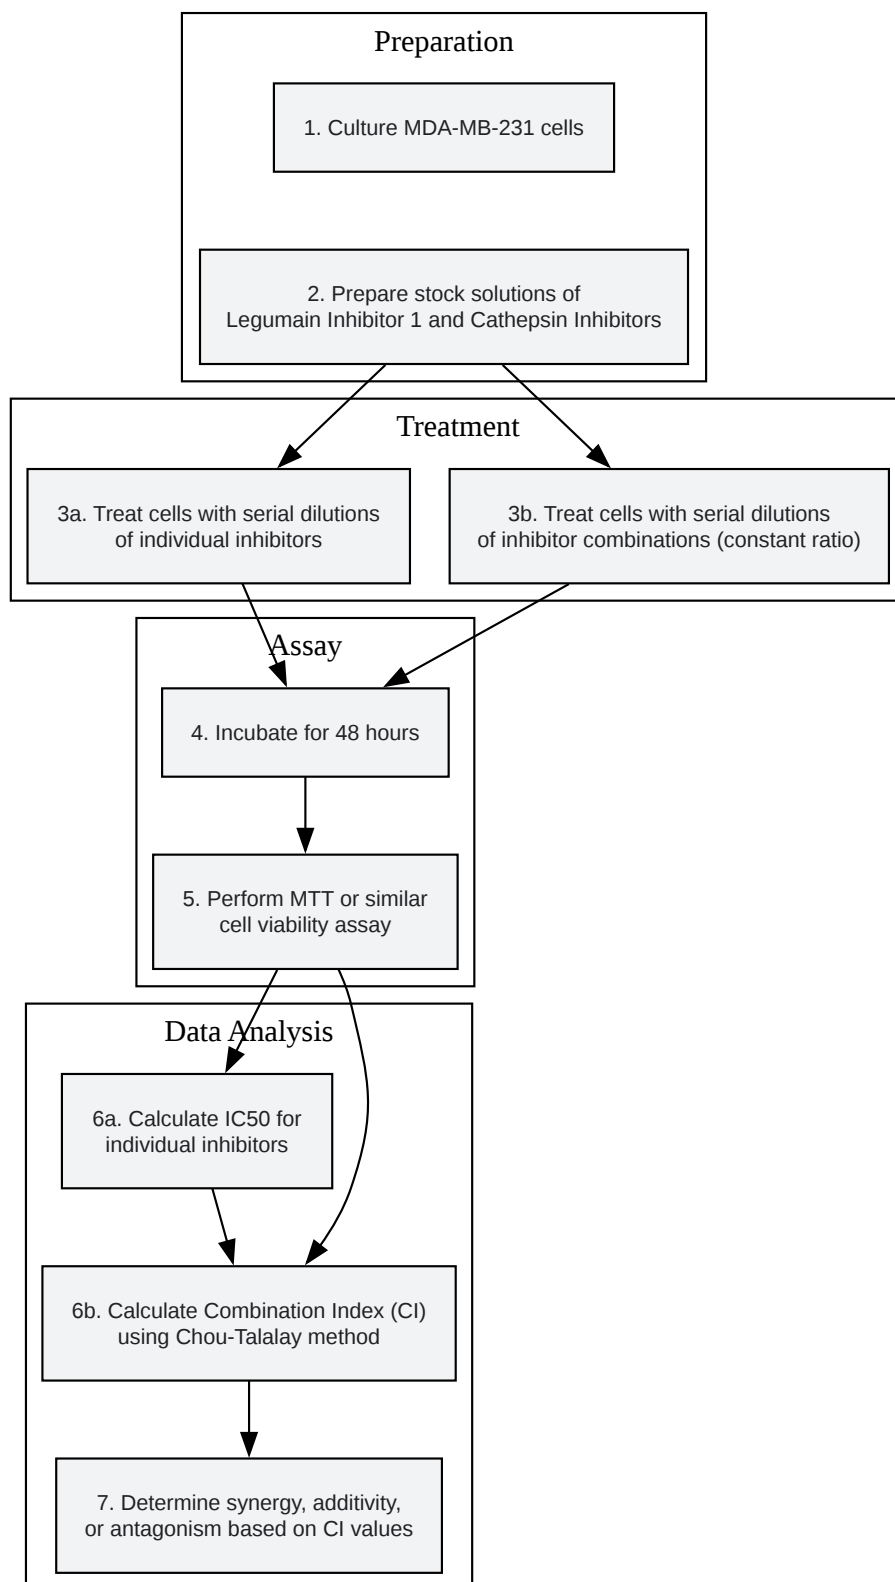 Preparation
1. Culture MDA-MB-231 cells
2. Prepare stock solutions of
Legumain Inhibitor 1 and Cathepsin Inhibitors
Treatment
3a. Treat cells with serial dilutions
of individual inhibitors
3b. Treat cells with serial dilutions
of inhibitor combinations (constant ratio)
Assay
4. Incubate for 48 hours
5. Perform MTT or similar
cell viability assay
Data Analysis
6a. Calculate IC50 for
individual inhibitors
6b. Calculate Combination Index (CI)
using Chou-Talalay method
7. Determine synergy, additivity,
or antagonism based on CI values